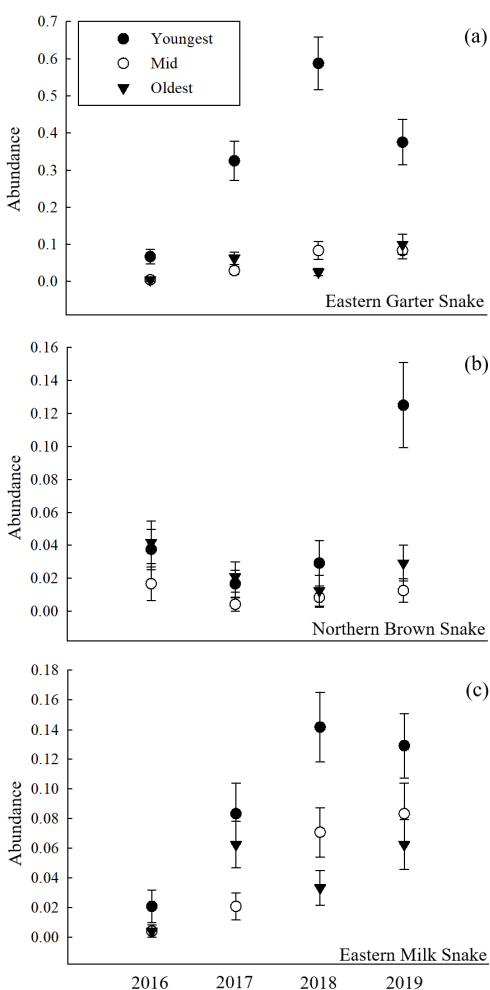 0.7
(a)
Youngest
Mid
Oldest
0.6
0.5
0.4
0.3
0.2
0.1
0.0
Abundance
Eastern Garter Snake
0.16
(b)
0.14
0.12
0.10
0.08
0.06
0.04
0.02
0.00
Abundance
Northern Brown Snake
0.18
(c)
0.16
0.14
0.12
0.10
0.08
0.06
0.04
0.02
0.00
Abundance
Eastern Milk Snake
2016 2017 2018 2019